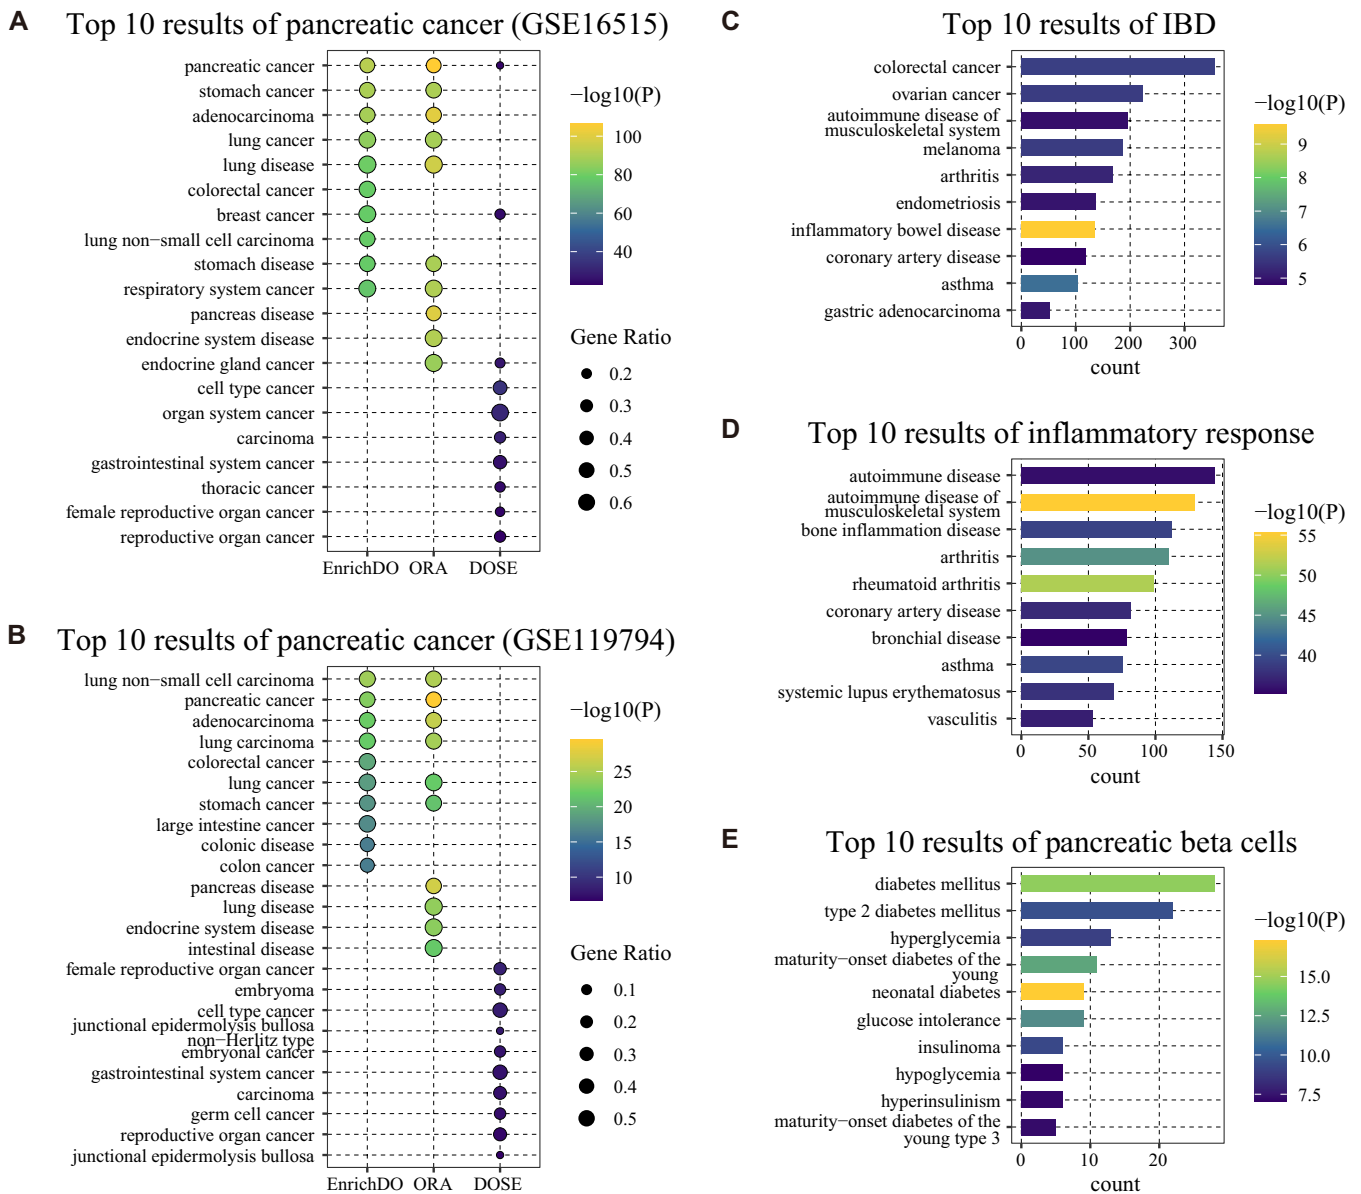 A
Top 10 results of pancreatic cancer (GSE16515)
pancreatic cancer
stomach cancer
adenocarcinoma
lung cancer
lung disease
colorectal cancer
breast cancer
lung non−small cell carcinoma
stomach disease
respiratory system cancer
pancreas disease
endocrine system disease
endocrine gland cancer
cell type cancer
organ system cancer
carcinoma
gastrointestinal system cancer
thoracic cancer
female reproductive organ cancer
reproductive organ cancer
EnrichDO ORA DOSE
−log10(P)
100
80
60
40
Gene Ratio
0.2
0.3
0.4
0.5
0.6
B
Top 10 results of pancreatic cancer (GSE119794)
lung non−small cell carcinoma
pancreatic cancer
adenocarcinoma
lung carcinoma
colorectal cancer
lung cancer
stomach cancer
large intestine cancer
colonic disease
colon cancer
pancreas disease
lung disease
endocrine system disease
intestinal disease
female reproductive organ cancer
embryoma
cell type cancer
junctional epidermolysis bullosa
non−Herlitz type
embryonal cancer
gastrointestinal system cancer
carcinoma
germ cell cancer
reproductive organ cancer
junctional epidermolysis bullosa
EnrichDO ORA DOSE
−log10(P)
25
20
15
10
Gene Ratio
0.1
0.2
0.3
0.4
0.5
C
Top 10 results of IBD
colorectal cancer
ovarian cancer
autoimmune disease of
musculoskeletal system
melanoma
arthritis
endometriosis
inflammatory bowel disease
coronary artery disease
asthma
gastric adenocarcinoma
0 100 200 300
count
−log10(P)
9
8
7
6
5
D
Top 10 results of inflammatory response
autoimmune disease
autoimmune disease of
musculoskeletal system
bone inflammation disease
arthritis
rheumatoid arthritis
coronary artery disease
bronchial disease
asthma
systemic lupus erythematosus
vasculitis
0 50 100 150
count
−log10(P)
55
50
45
40
E
Top 10 results of pancreatic beta cells
diabetes mellitus
type 2 diabetes mellitus
hyperglycemia
maturity−onset diabetes of the
young
neonatal diabetes
glucose intolerance
insulinoma
hypoglycemia
hyperinsulinism
maturity−onset diabetes of the
young type 3
0 10 20
count
−log10(P)
15.0
12.5
10.0
7.5